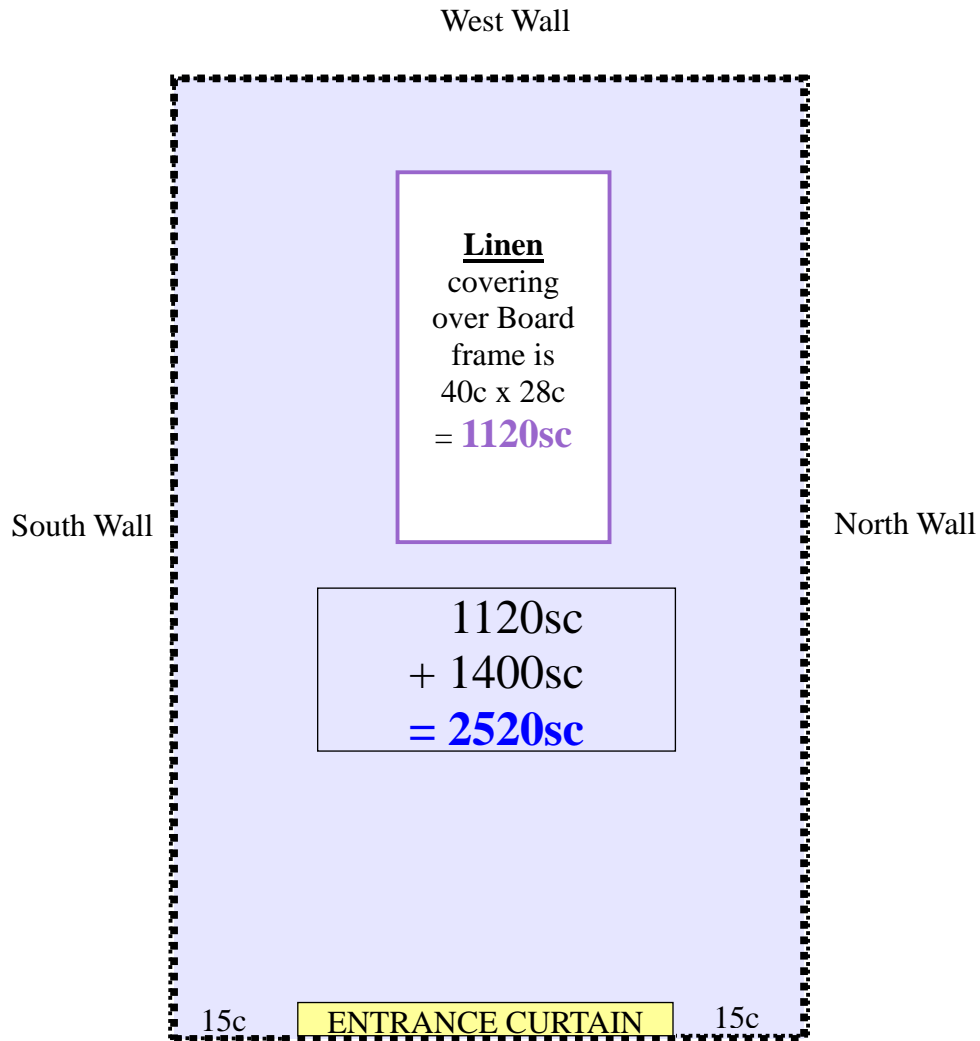 West Wall
Linen
covering
over Board
frame is
40c x 28c
= 1120sc
South Wall
North Wall
1120sc
+ 1400sc
= 2520sc
15c
ENTRANCE CURTAIN
15c